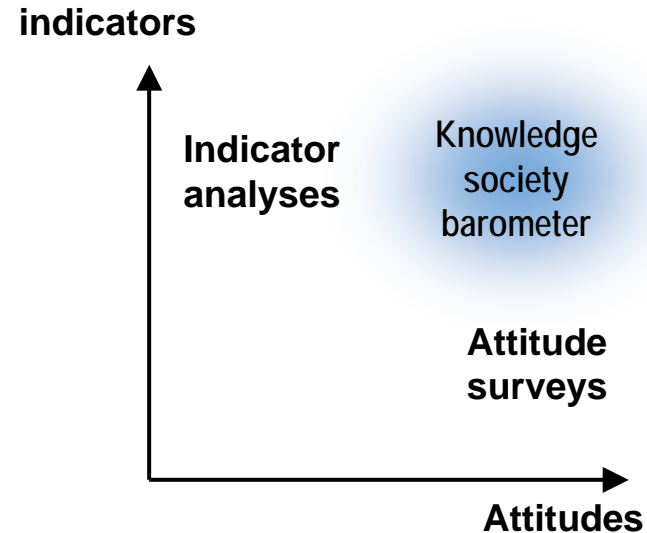 indicators
Indicator
analyses
Knowledge
society
barometer
Attitude
surveys
Attitudes